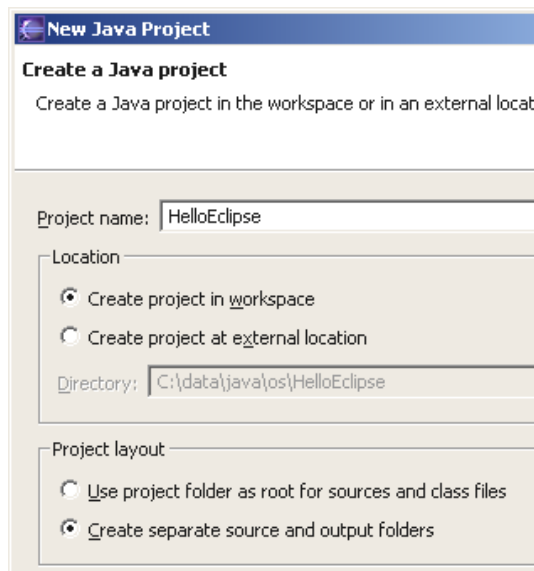 New Java Project
Create a Java project
Create a Java project in the workspace or in an external locat
Project name: HelloEclipse
Location
Create project in workspace
Create project at external location
Directory: C:\data\java\os\HelloEclipse
Project layout
Use project folder as root for sources and class files
Create separate source and output folders